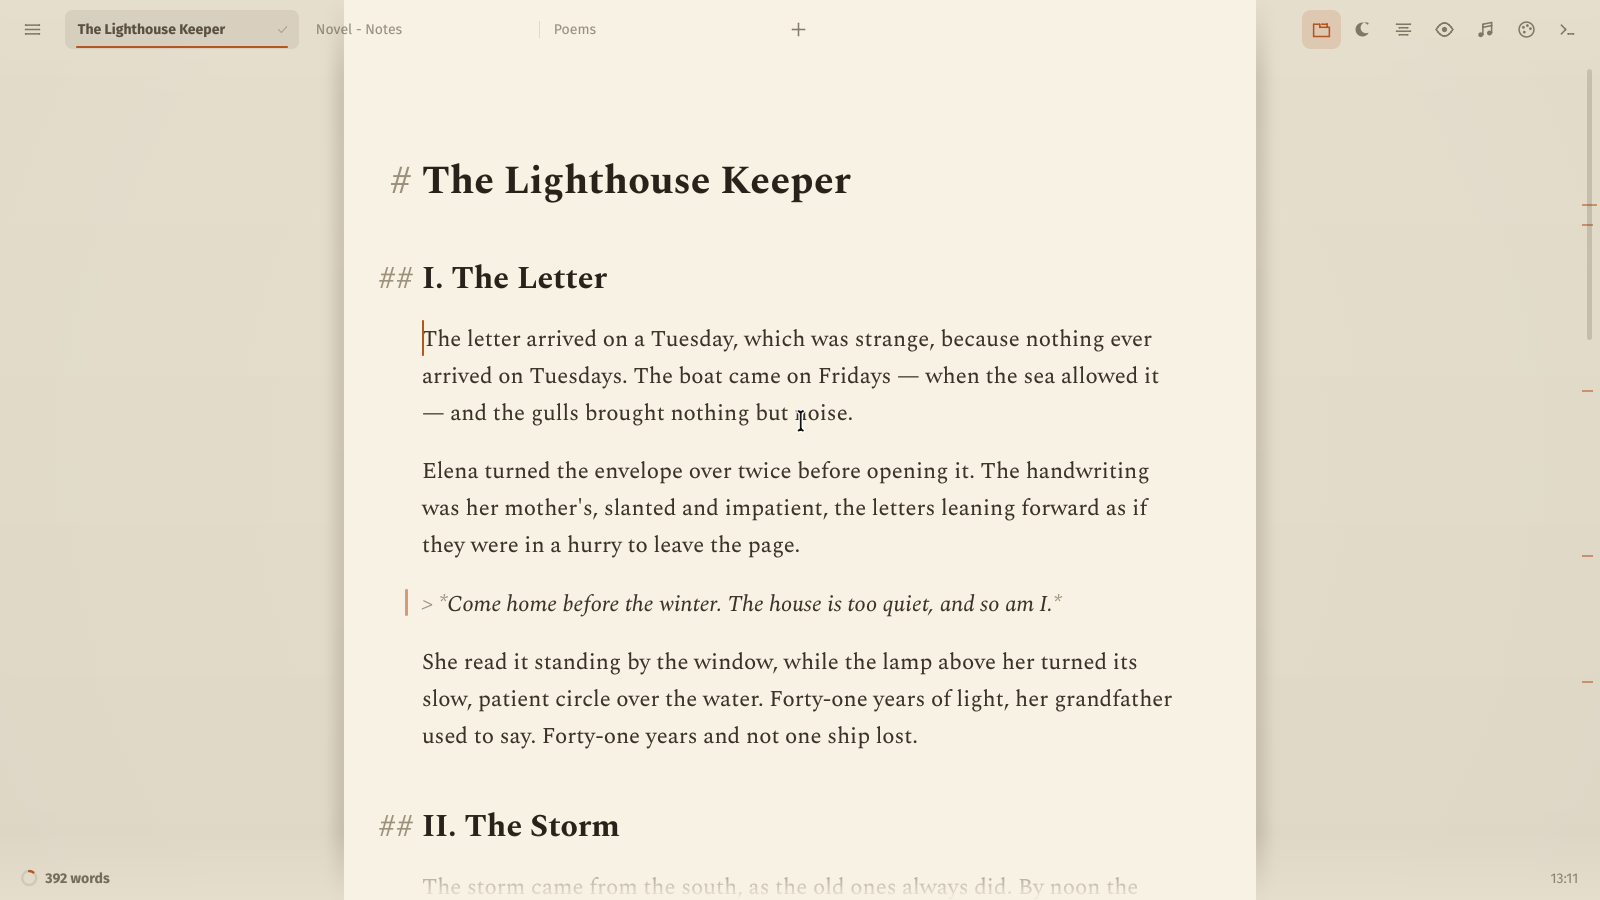 The Lighthouse Keeper
Novel - Notes
Poems
# The Lighthouse Keeper
## I. The Letter
The letter arrived on a Tuesday, which was strange, because nothing ever
arrived on Tuesdays. The boat came on Fridays — when the sea allowed it
— and the gulls brought nothing but noise.
Elena turned the envelope over twice before opening it. The handwriting
was her mother's, slanted and impatient, the letters leaning forward as if
they were in a hurry to leave the page.
> *Come home before the winter. The house is too quiet, and so am I.*
She read it standing by the window, while the lamp above her turned its
slow, patient circle over the water. Forty-one years of light, her grandfather
used to say. Forty-one years and not one ship lost.
## II. The Storm
The storm came from the south, as the old ones always did. By noon the
392 words
13:11